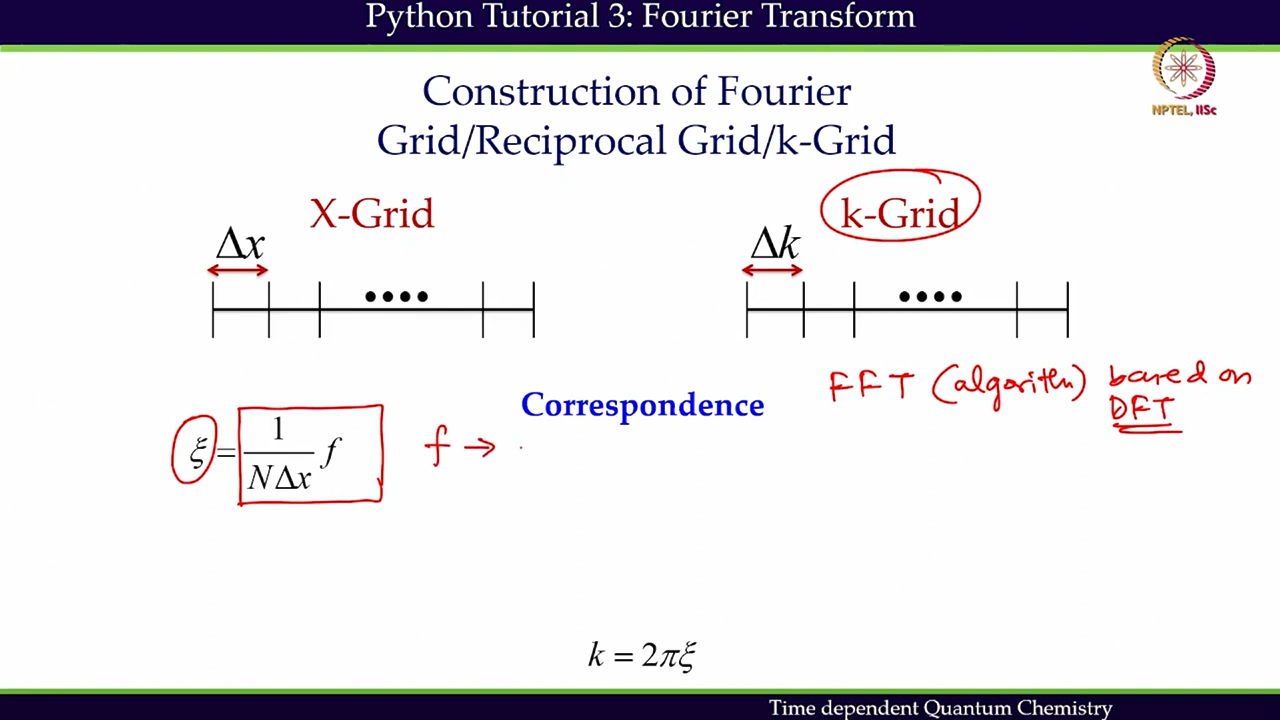 Python Tutorial 3: Fourier Transform
NPTEL, IISc
Construction of Fourier
Grid/Reciprocal Grid/k-Grid
X-Grid
k-Grid
Δx
Δk
FFT (algorithm) based on
DFT
Correspondence
ξ = 1/(NΔx) f
f →
k = 2πξ
Time dependent Quantum Chemistry